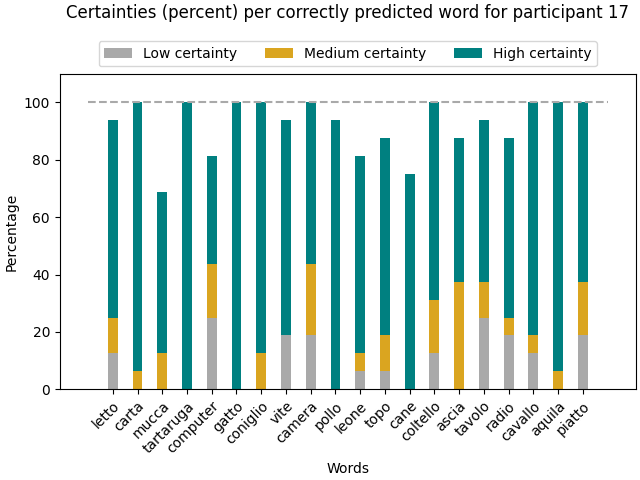 Certainties (percent) per correctly predicted word for participant 17
Low certainty Medium certainty High certainty
100
80
60
40
20
0
Percentage
letto carta mucca tartaruga computer gatto coniglio vite camera pollo leone topo cane coltello ascia tavolo radio cavallo aquila piatto
Words